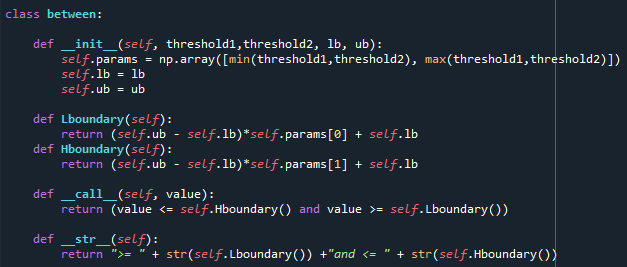 class between:
def __init__(self, threshold1,threshold2, lb, ub):
self.params = np.array([min(threshold1,threshold2), max(threshold1,threshold2)])
self.lb = lb
self.ub = ub
def Lboundary(self):
return (self.ub - self.lb)*self.params[0] + self.lb
def Hboundary(self):
return (self.ub - self.lb)*self.params[1] + self.lb
def __call__(self, value):
return (value <= self.Hboundary() and value >= self.Lboundary())
def __str__(self):
return ">= " + str(self.Lboundary()) +"and <= " + str(self.Hboundary())